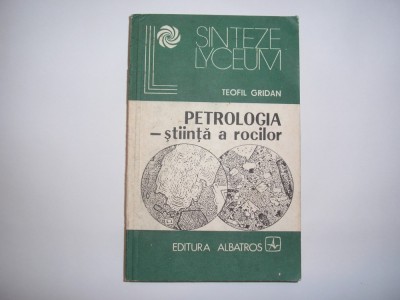 SINTEZE
LYCEUM
TEOFIL GRIDAN
PETROLOGIA
– știință a rocilor
EDITURA ALBATROS